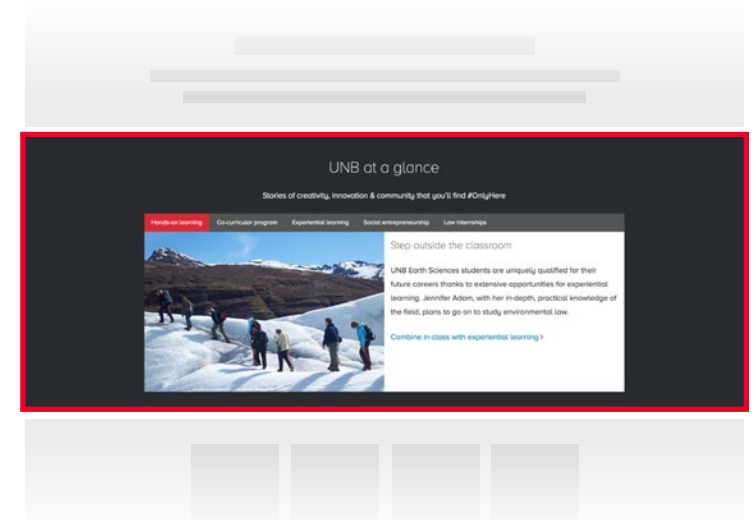 UNB at a glance
Stories of creativity, innovation & community that you'll find #OnlyHere
Hands-on learning Co-curricular program Experiential learning Social entrepreneurship Law internships
Step outside the classroom
UNB Earth Sciences students are uniquely qualified for their
future careers thanks to extensive opportunities for experiential
learning. Jennifer Adam, with her in-depth, practical knowledge of
the field, plans to go on to study environmental law.
Combine in-class with experiential learning >